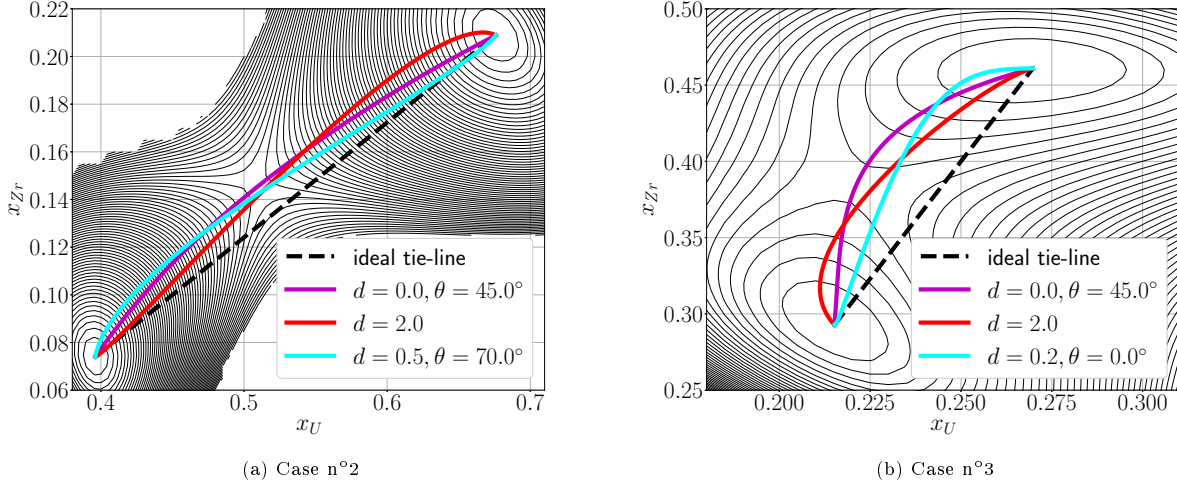 0.22
0.20
0.18
0.16
0.14
0.12
0.10
0.08
0.06
x_{Zr}
ideal tie-line
d = 0.0, θ = 45.0°
d = 2.0
d = 0.5, θ = 70.0°
0.4 0.5 0.6 0.7
x_U
(a) Case n°2
0.50
0.45
0.40
0.35
0.30
0.25
x_{Zr}
ideal tie-line
d = 0.0, θ = 45.0°
d = 2.0
d = 0.2, θ = 0.0°
0.200 0.225 0.250 0.275 0.300
x_U
(b) Case n°3